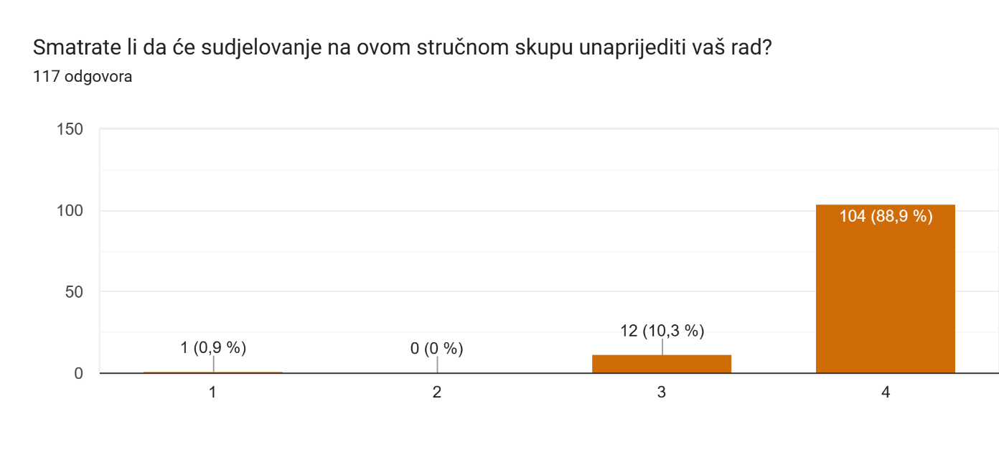 Smatrate li da će sudjelovanje na ovom stručnom skupu unaprijediti vaš rad?
117 odgovora
150
100
50
0
1 (0,9 %)
0 (0 %)
12 (10,3 %)
104 (88,9 %)
1
2
3
4